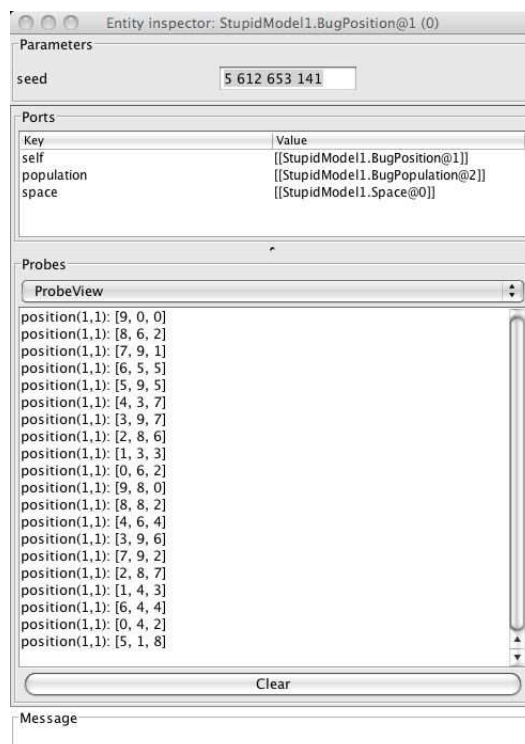 Entity inspector: StupidModel1.BugPosition@1 (0)
Parameters
seed 5 612 653 141
Ports
Key Value
self [[StupidModel1.BugPosition@1]]
population [[StupidModel1.BugPopulation@2]]
space [[StupidModel1.Space@0]]
Probes
ProbeView
position(1,1): [9, 0, 0]
position(1,1): [8, 6, 2]
position(1,1): [7, 9, 1]
position(1,1): [6, 5, 5]
position(1,1): [5, 9, 5]
position(1,1): [4, 3, 7]
position(1,1): [3, 9, 7]
position(1,1): [2, 8, 6]
position(1,1): [1, 3, 3]
position(1,1): [0, 6, 2]
position(1,1): [9, 8, 0]
position(1,1): [8, 8, 2]
position(1,1): [4, 6, 4]
position(1,1): [3, 9, 6]
position(1,1): [7, 9, 2]
position(1,1): [2, 8, 7]
position(1,1): [1, 4, 3]
position(1,1): [6, 4, 4]
position(1,1): [0, 4, 2]
position(1,1): [5, 1, 8]
Clear
Message